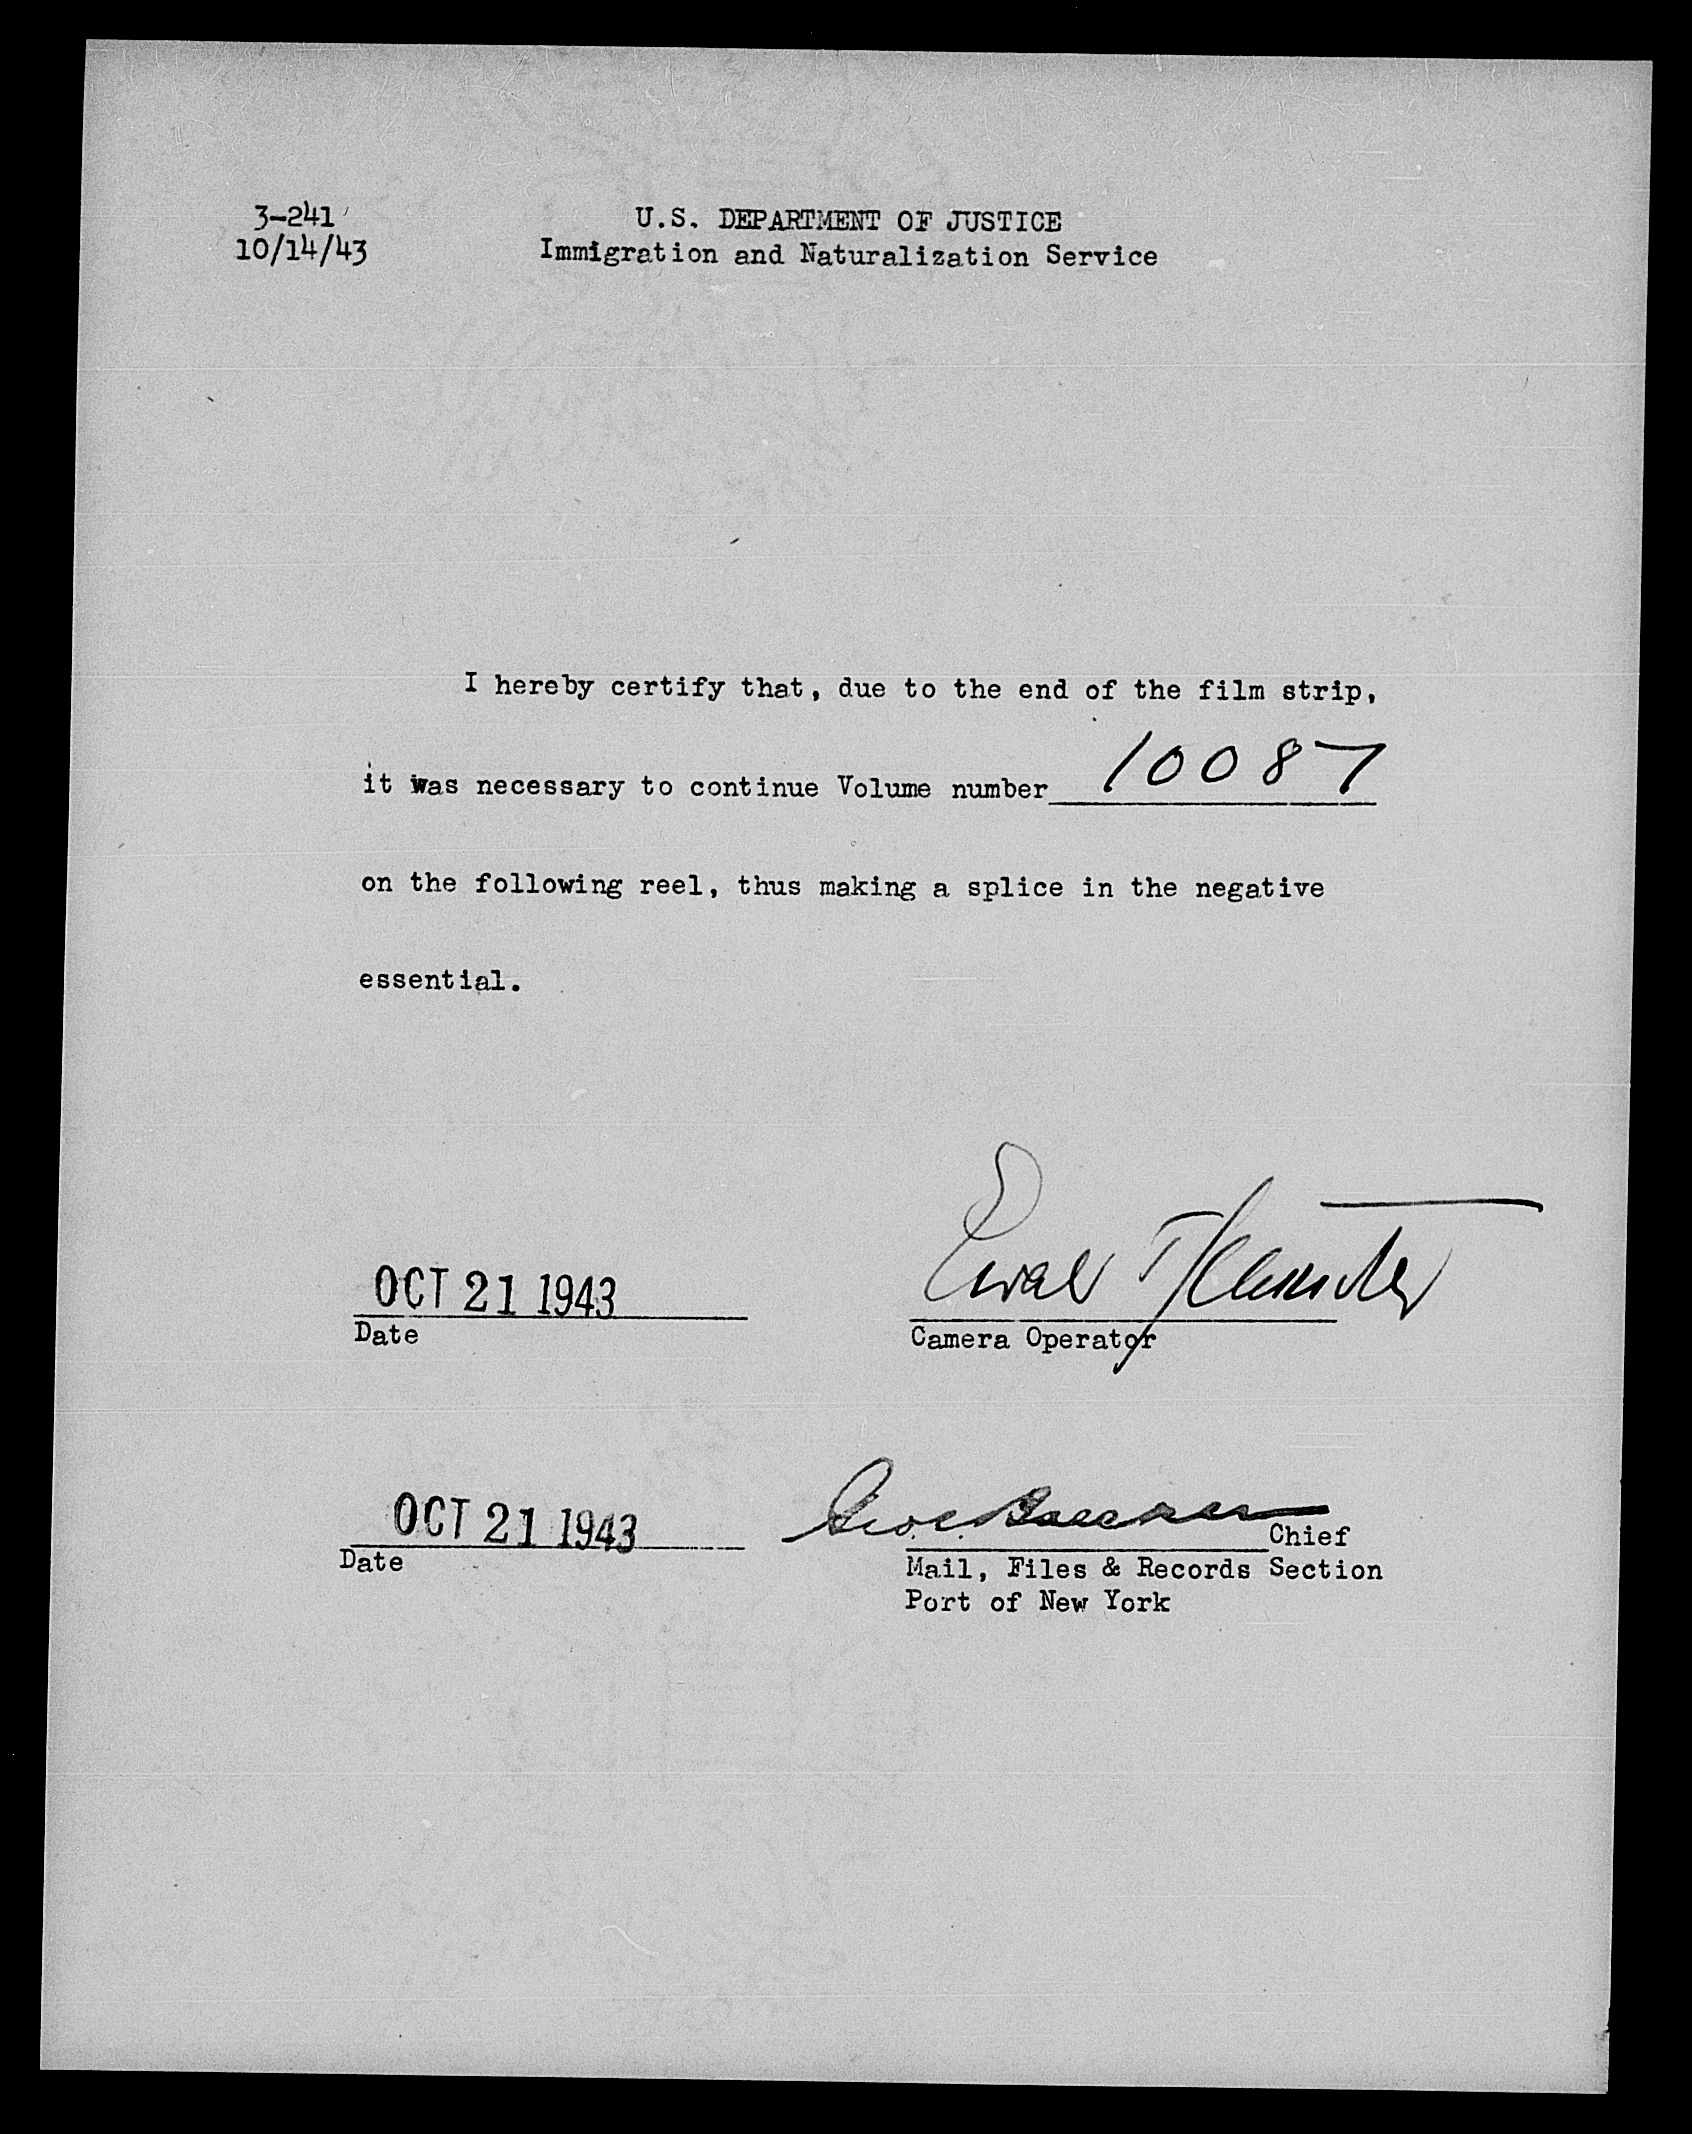 3-241
10/14/43
U.S. DEPARTMENT OF JUSTICE
Immigration and Naturalization Service
I hereby certify that, due to the end of the film strip,
it was necessary to continue Volume number 10087
on the following reel, thus making a splice in the negative
essential.
OCT 21 1943
Date
Camera Operator
OCT 21 1943
Date
Chief
Mail, Files & Records Section
Port of New York